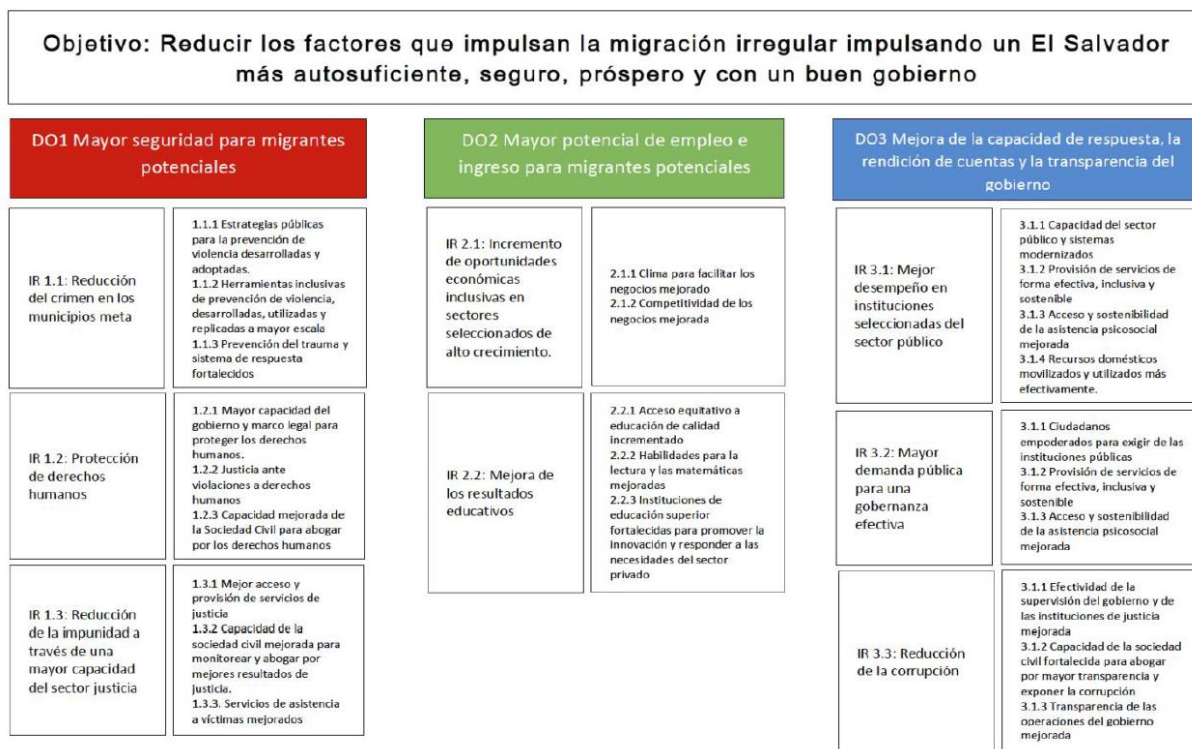 Objetivo: Reducir los factores que impulsan la migración irregular impulsando un El Salvador
más autosuficiente, seguro, próspero y con un buen gobierno
DO1 Mayor seguridad para migrantes
potenciales
IR 1.1: Reducción
del crimen en los
municipios meta
1.1.1 Estrategias públicas
para la prevención de
violencia desarrolladas y
adoptadas.
1.1.2 Herramientas inclusivas
de prevención de violencia,
desarrolladas, utilizadas y
replicadas a mayor escala
1.1.3 Prevención del trauma y
sistema de respuesta
fortalecidos
IR 1.2: Protección
de derechos
humanos
1.2.1 Mayor capacidad del
gobierno y marco legal para
proteger los derechos
humanos.
1.2.2 Justicia ante
violaciones a derechos
humanos
1.2.3 Capacidad mejorada de
la Sociedad Civil para abogar
por los derechos humanos
IR 1.3: Reducción
de la impunidad a
través de una
mayor capacidad
del sector justicia
1.3.1 Mejor acceso y
provisión de servicios de
justicia
1.3.2 Capacidad de la
sociedad civil mejorada para
monitorear y abogar por
mejores resultados de
justicia.
1.3.3. Servicios de asistencia
a víctimas mejorados
DO2 Mayor potencial de empleo e
ingreso para migrantes potenciales
IR 2.1: Incremento
de oportunidades
económicas
inclusivas en
sectores
seleccionados de
alto crecimiento.
2.1.1 Clima para facilitar los
negocios mejorado
2.1.2 Competitividad de los
negocios mejorada
IR 2.2: Mejora de
los resultados
educativos
2.2.1 Acceso equitativo a
educación de calidad
incrementado
2.2.2 Habilidades para la
lectura y las matemáticas
mejoradas
2.2.3 Instituciones de
educación superior
fortalecidas para promover la
innovación y responder a las
necesidades del sector
privado
DO3 Mejora de la capacidad de respuesta, la
rendición de cuentas y la transparencia del
gobierno
IR 3.1: Mejor
desempeño en
instituciones
seleccionadas del
sector público
3.1.1 Capacidad del sector
público y sistemas
modernizados
3.1.2 Provisión de servicios de
forma efectiva, inclusiva y
sostenible
3.1.3 Acceso y sostenibilidad
de la asistencia psicosocial
mejorada
3.1.4 Recursos domésticos
movilizados y utilizados más
efectivamente.
IR 3.2: Mayor
demanda pública
para una
gobernanza
efectiva
3.1.1 Ciudadanos
empoderados para exigir de las
instituciones públicas
3.1.2 Provisión de servicios de
forma efectiva, inclusiva y
sostenible
3.1.3 Acceso y sostenibilidad
de la asistencia psicosocial
mejorada
IR 3.3: Reducción
de la corrupción
3.1.1 Efectividad de la
supervisión del gobierno y de
las instituciones de justicia
mejorada
3.1.2 Capacidad de la sociedad
civil fortalecida para abogar
por mayor transparencia y
exponer la corrupción
3.1.3 Transparencia de las
operaciones del gobierno
mejorada